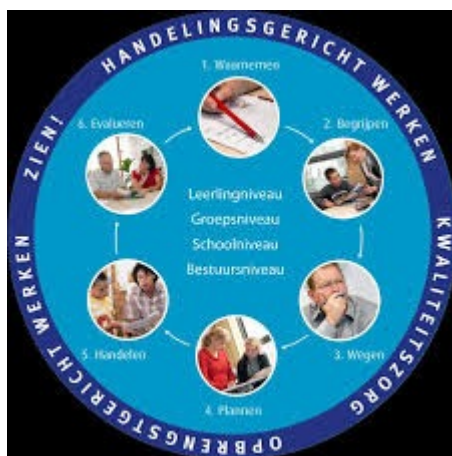 HANDELINGSGERICHT WERKEN
KWALITEITSZORG
OPBRENGSTGERICHT WERKEN
ZIEN!
1. Waarnemen
2. Begrijpen
3. Wegen
4. Plannen
5. Handelen
6. Evalueren
Leerlingniveau
Groepsniveau
Schoolniveau
Bestuursniveau